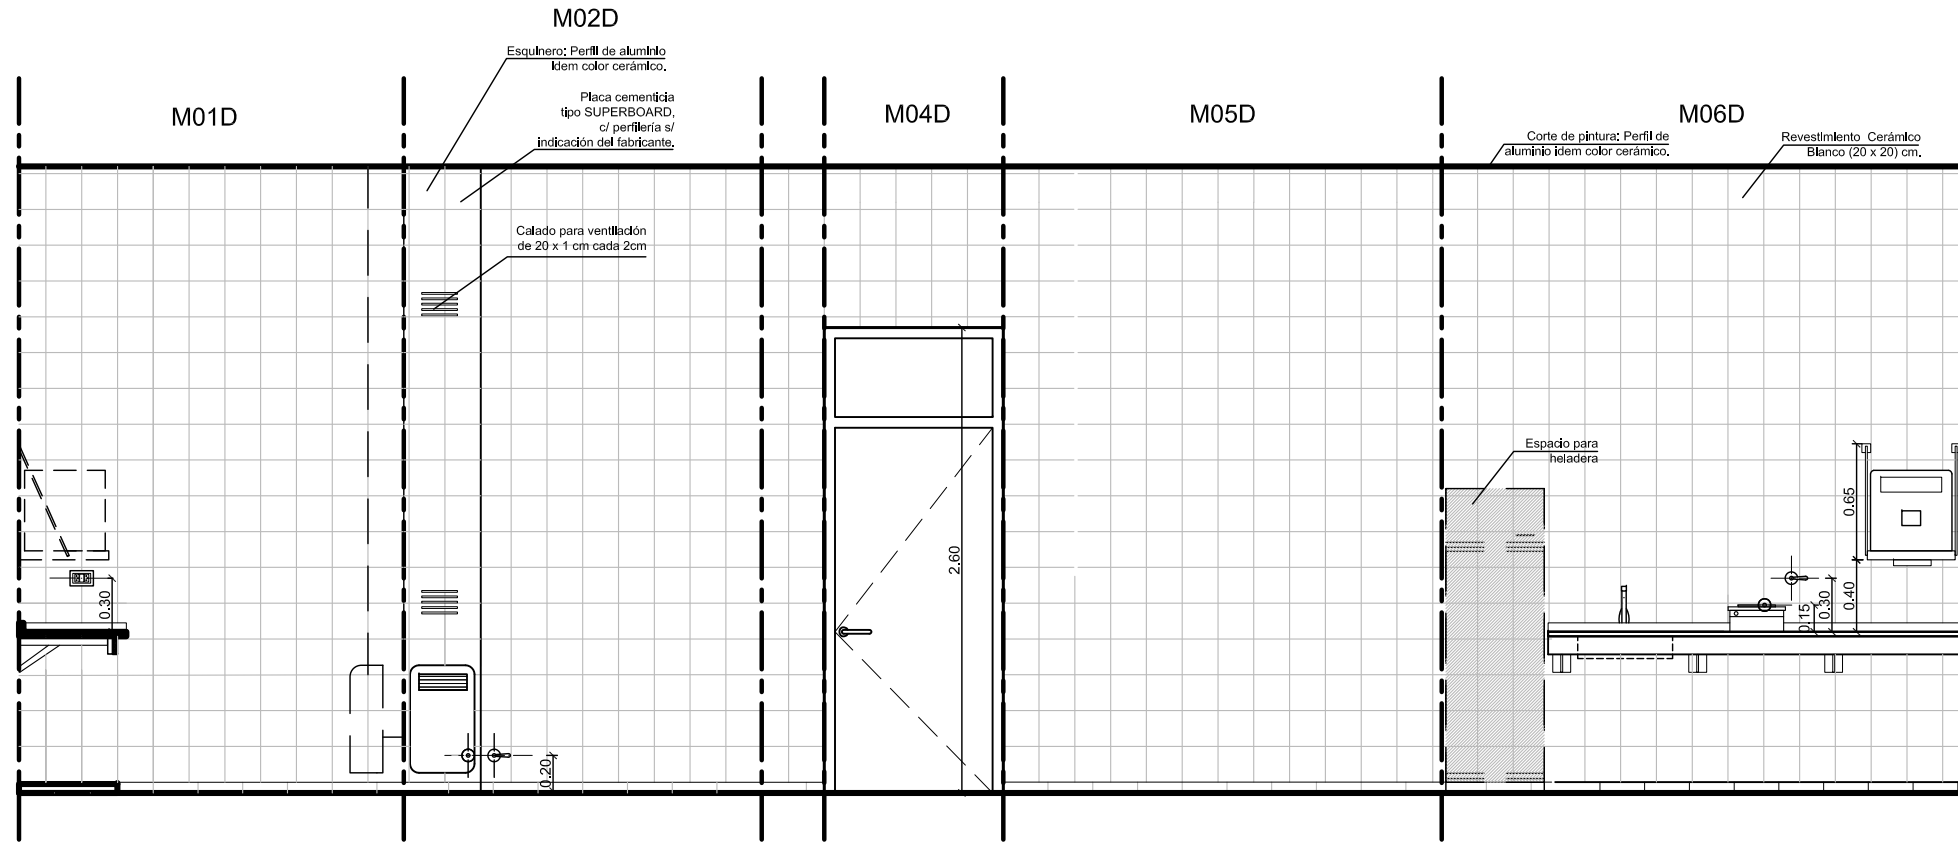 M02D
Esquinero: Perfil de aluminio
idem color cerámico.
Placa cementicia
tipo SUPERBOARD,
c/ perfilería s/
indicación del fabricante.
M01D
M04D
M05D
M06D
Corte de pintura: Perfil de
aluminio idem color cerámico.
Revestimiento Cerámico
Blanco (20 x 20) cm.
Calado para ventilación
de 20 x 1 cm cada 2cm
Espacio para
heladera
0.30
0.20
2.60
0.15
0.30
0.40
0.65